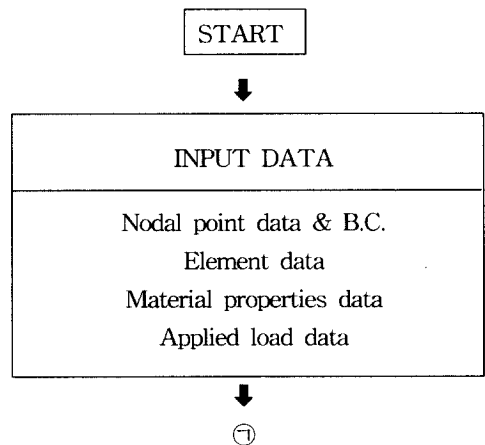 START
INPUT DATA
Nodal point data & B.C.
Element data
Material properties data
Applied load data
㉠